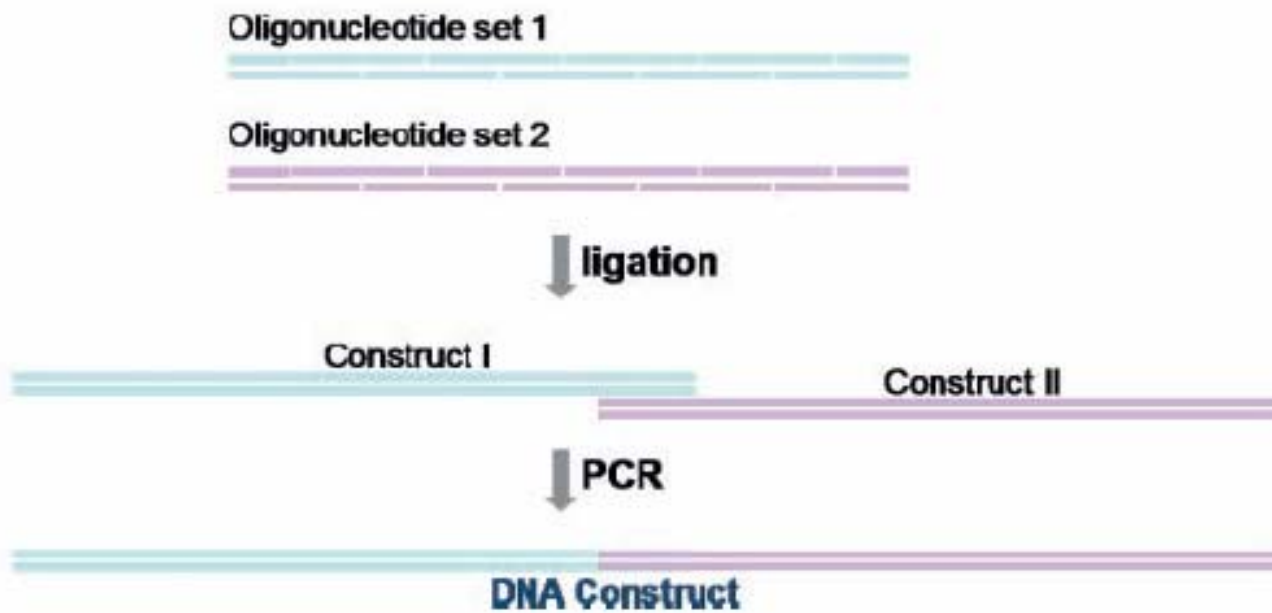 Oligonucleotide set 1
Oligonucleotide set 2
ligation
Construct I
Construct II
PCR
DNA Construct